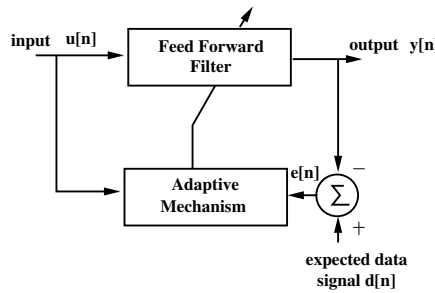 input u[n]
Feed Forward
Filter
output y[n]
Adaptive
Mechanism
e[n]
−
Σ
+
expected data
signal d[n]